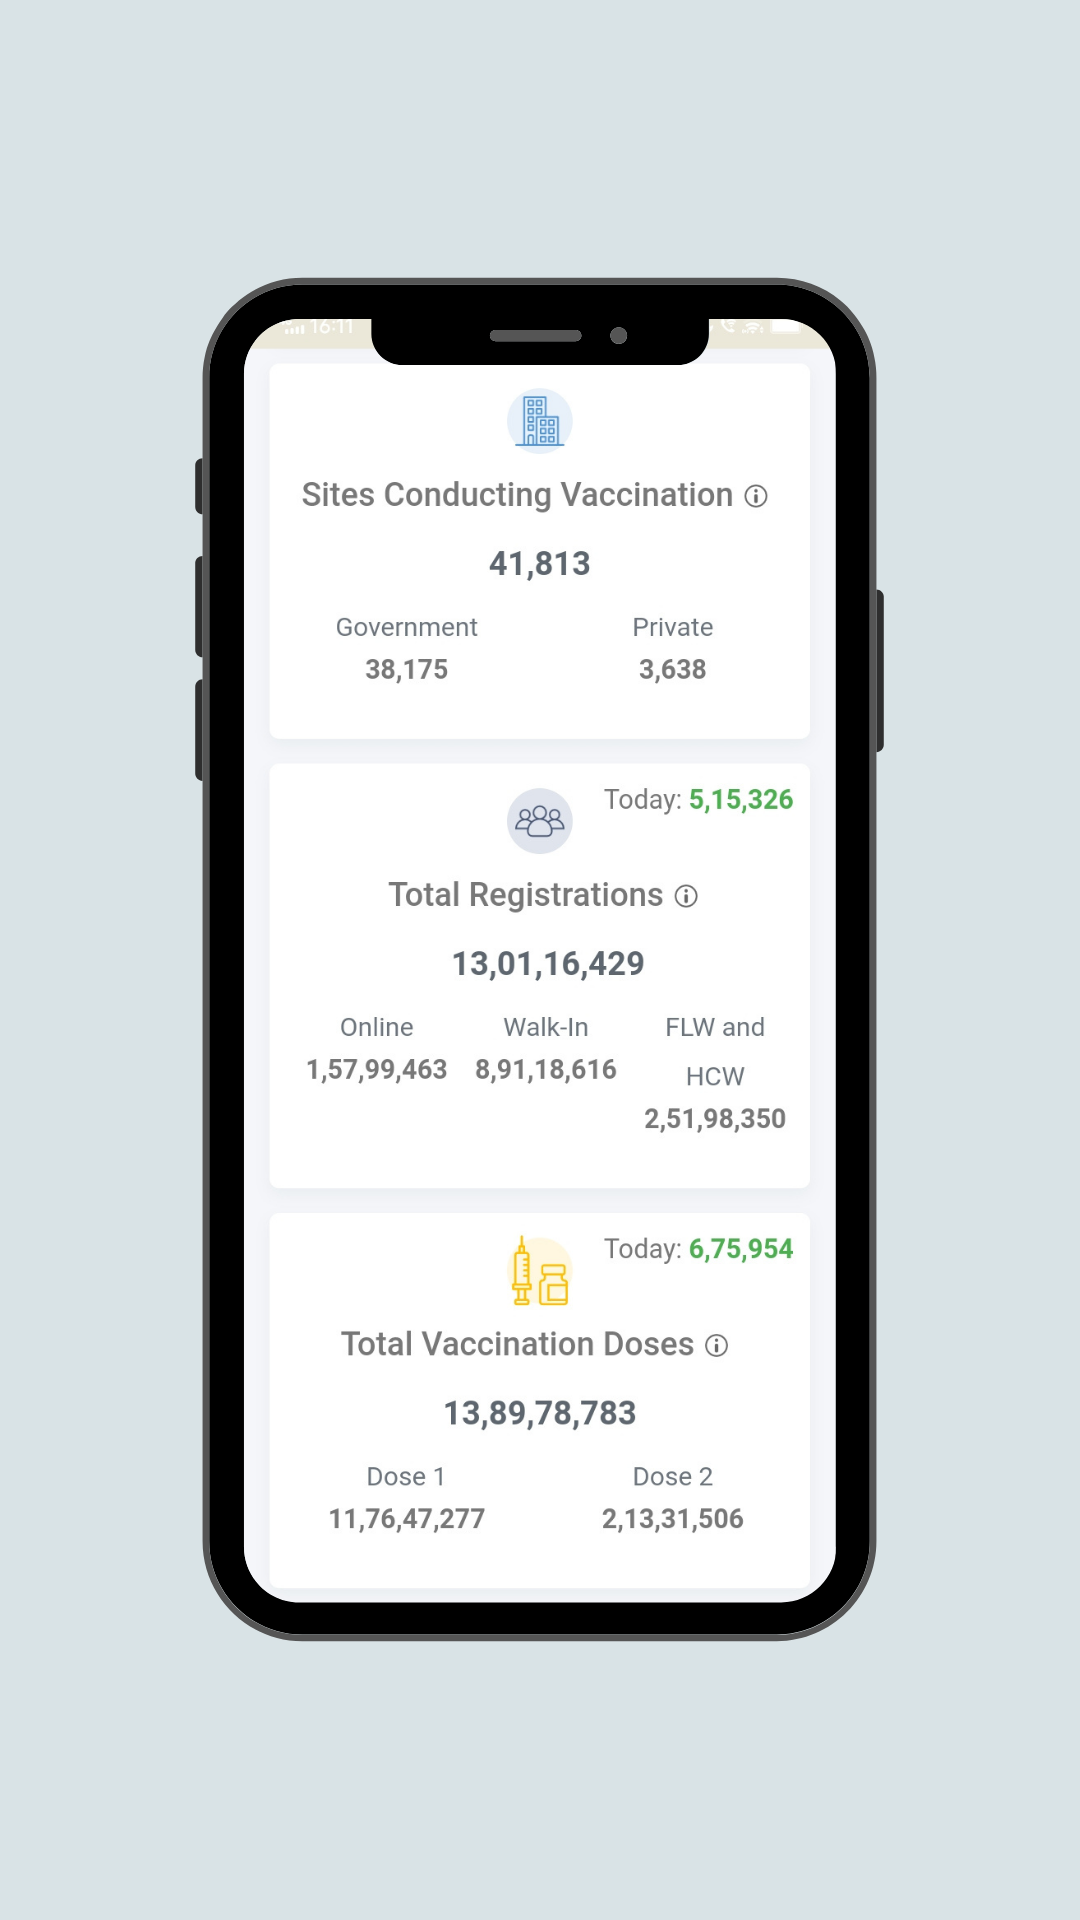 16:11
Sites Conducting Vaccination
41,813
Government Private
38,175 3,638
Today: 5,15,326
Total Registrations
13,01,16,429
Online Walk-In FLW and
HCW
1,57,99,463 8,91,18,616
2,51,98,350
Today: 6,75,954
Total Vaccination Doses
13,89,78,783
Dose 1 Dose 2
11,76,47,277 2,13,31,506